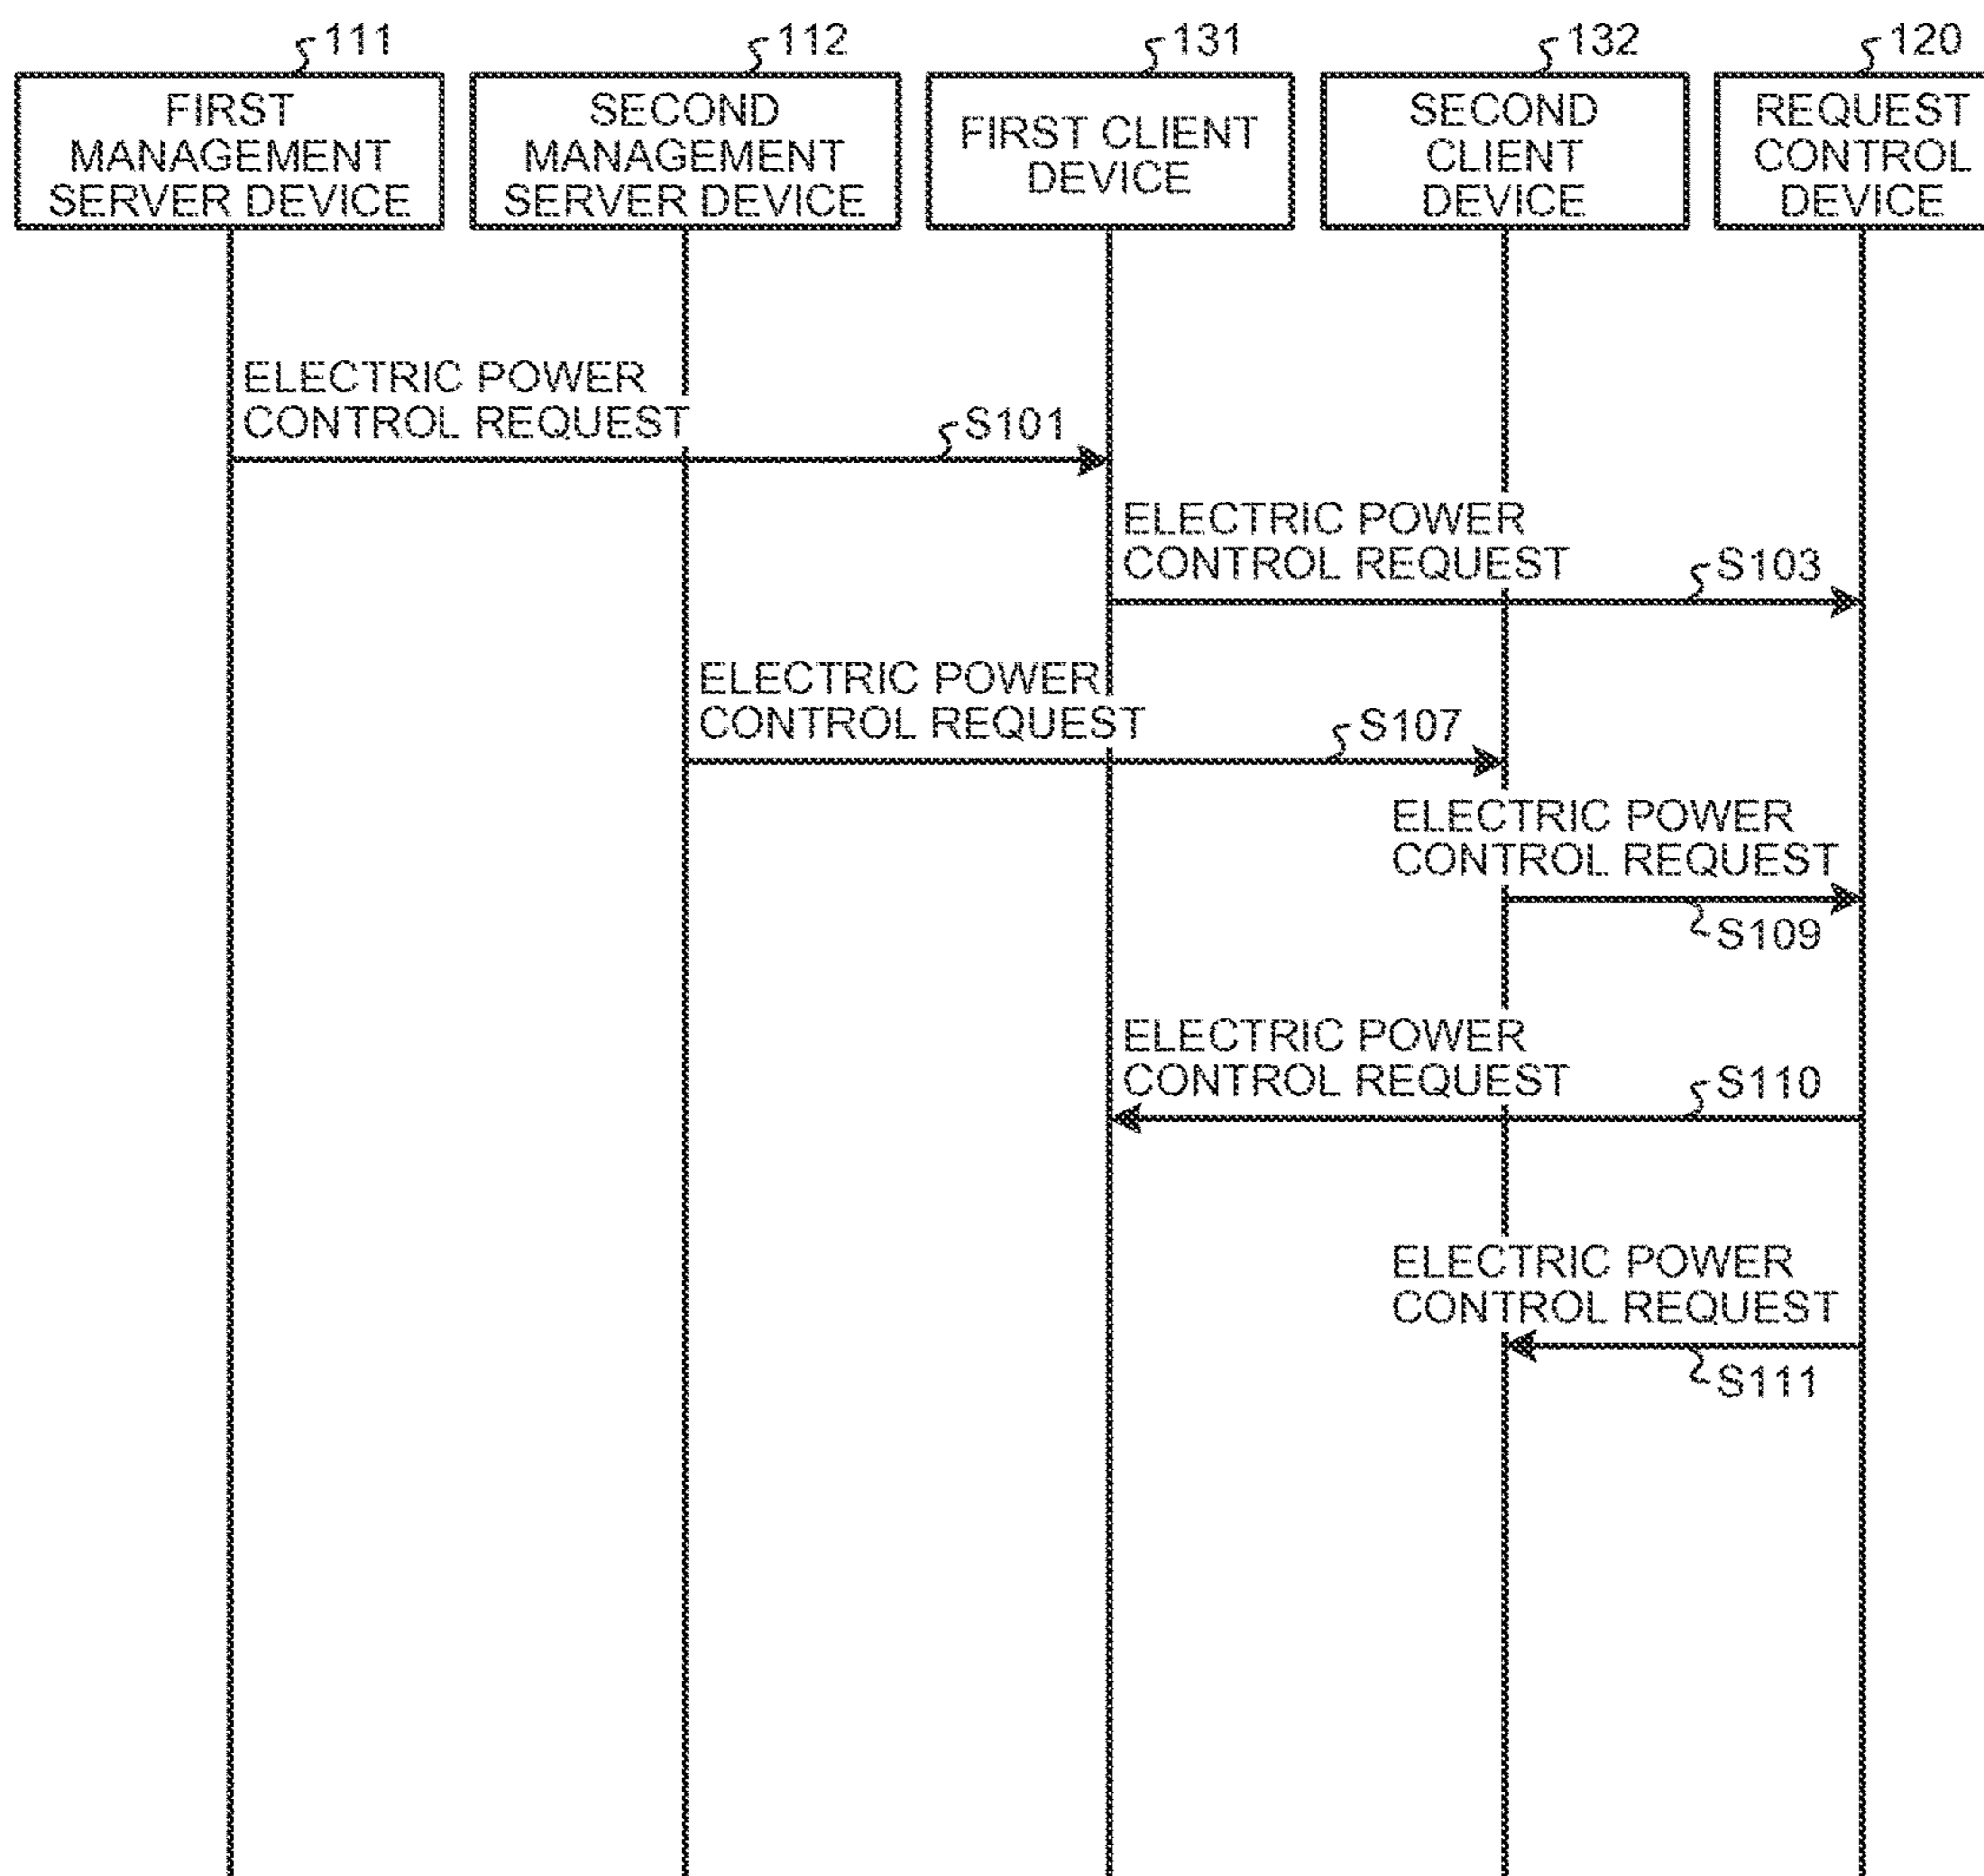 111
112
131
132
120
FIRST
MANAGEMENT
SERVER DEVICE
SECOND
MANAGEMENT
SERVER DEVICE
FIRST CLIENT
DEVICE
SECOND
CLIENT
DEVICE
REQUEST
CONTROL
DEVICE
ELECTRIC POWER
CONTROL REQUEST
S101
ELECTRIC POWER
CONTROL REQUEST
S103
ELECTRIC POWER
CONTROL REQUEST
S107
ELECTRIC POWER
CONTROL REQUEST
S109
ELECTRIC POWER
CONTROL REQUEST
S110
ELECTRIC POWER
CONTROL REQUEST
S111